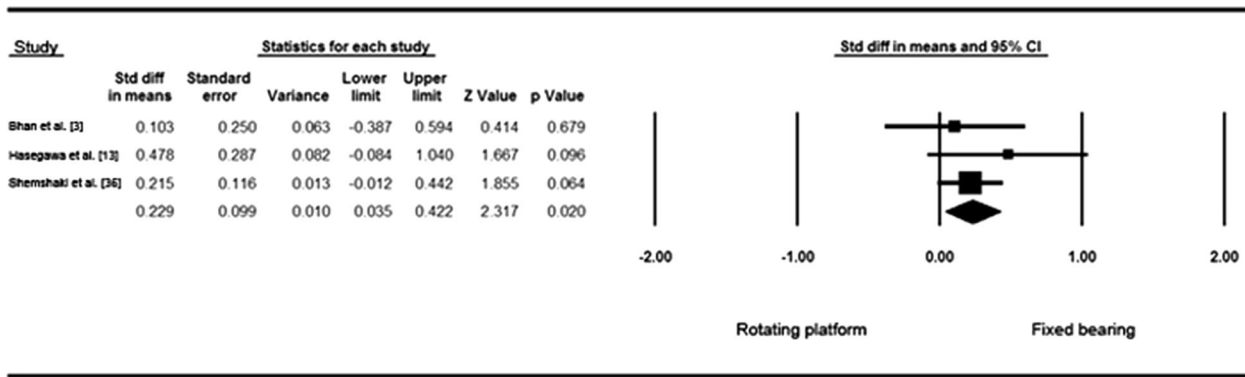 Study Statistics for each study Std diff in means and 95% CI
Std diff Standard Lower Upper
in means error Variance limit limit Z Value p Value
Bhan et al. [3] 0.103 0.250 0.063 -0.387 0.594 0.414 0.679
Hasegawa et al. [13] 0.478 0.287 0.082 -0.084 1.040 1.667 0.096
Shemshaki et al. [36] 0.215 0.116 0.013 -0.012 0.442 1.855 0.064
0.229 0.099 0.010 0.035 0.422 2.317 0.020
-2.00 -1.00 0.00 1.00 2.00
Rotating platform Fixed bearing